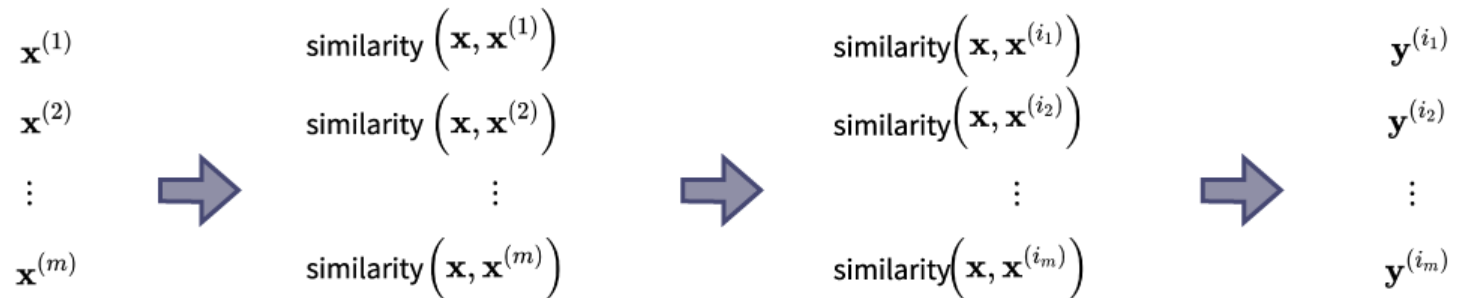 x^(1) similarity (x, x^(1)) similarity(x, x^(i_1)) y^(i_1)
x^(2) similarity (x, x^(2)) similarity(x, x^(i_2)) y^(i_2)
⋮ ⋮ ⋮ ⋮
x^(m) similarity (x, x^(m)) similarity(x, x^(i_m)) y^(i_m)